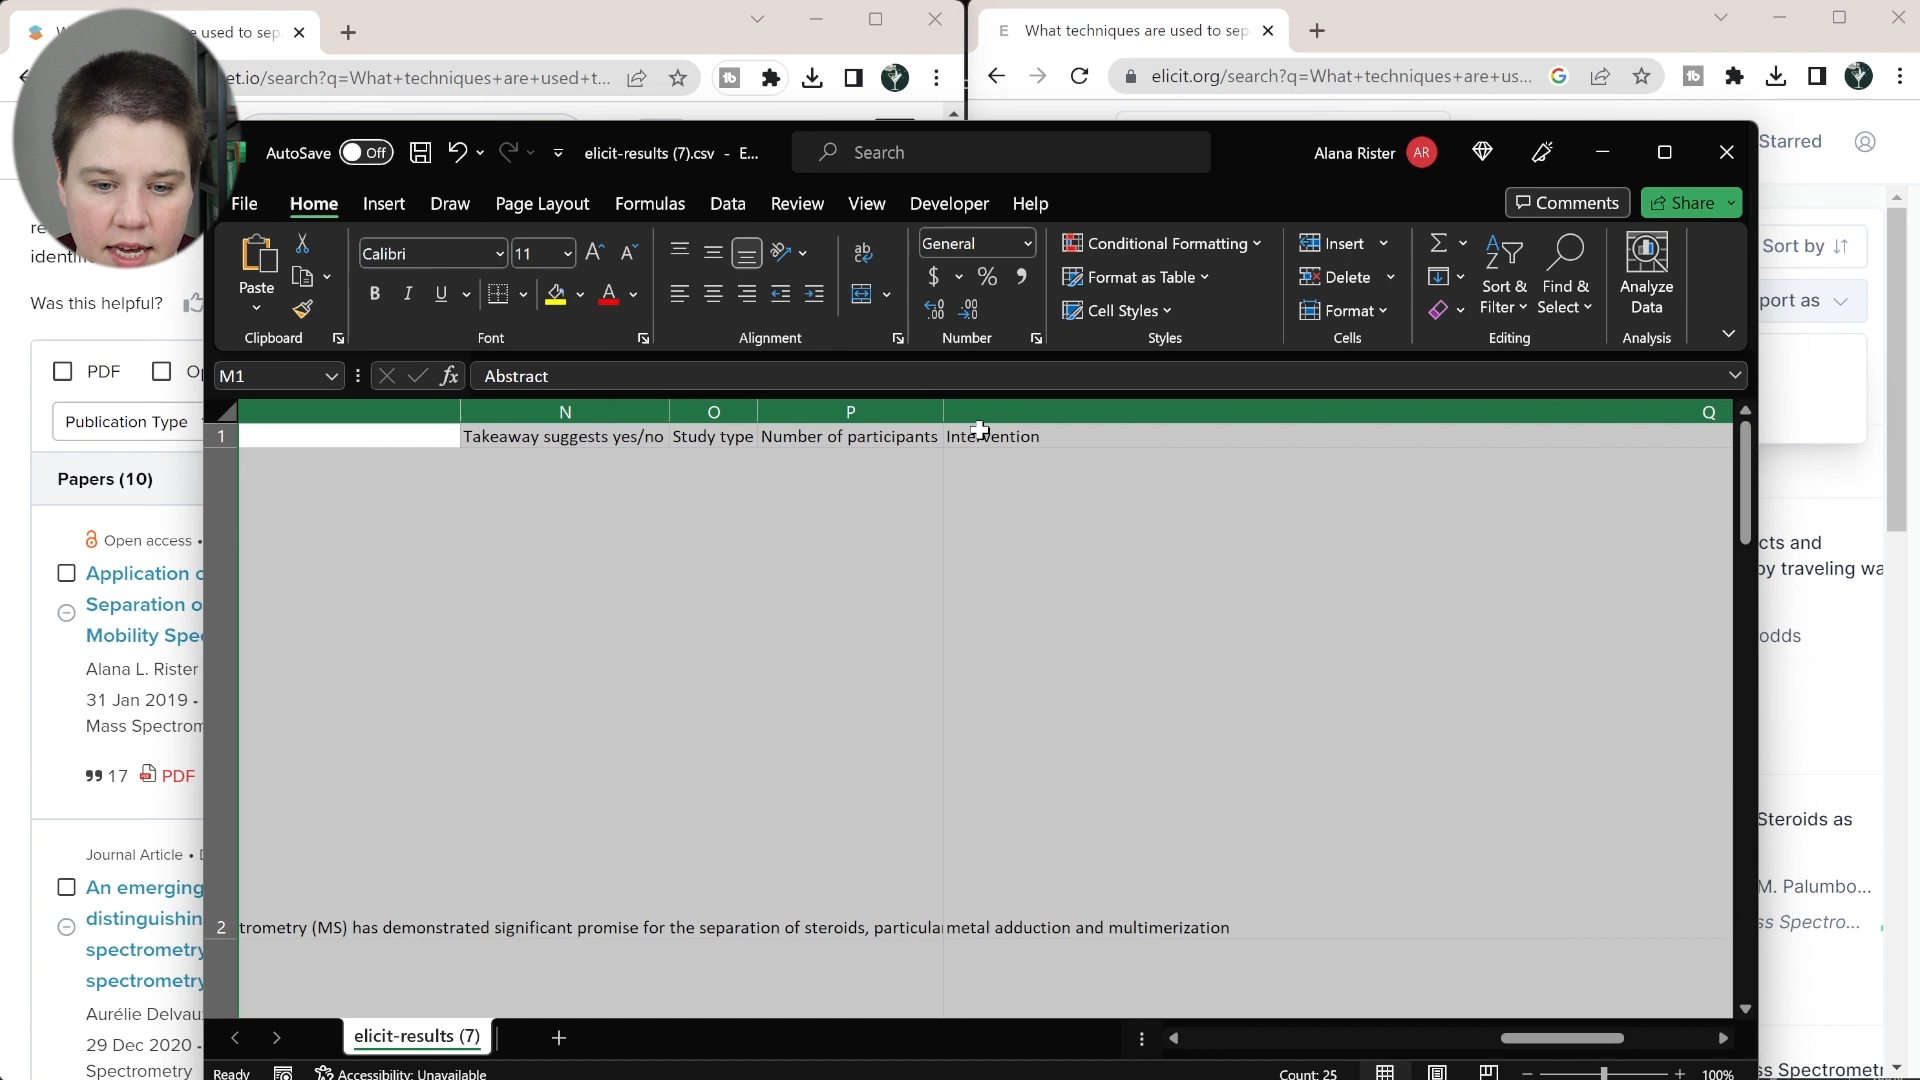 e used to sep
What techniques are used to sep
et.io/search?q=What+techniques+are+used+t...
elicit.org/search?q=What+techniques+are+us...
Starred
AutoSave
Off
elicit-results (7).csv - E...
Search
Alana Rister
AR
File
Home
Insert
Draw
Page Layout
Formulas
Data
Review
View
Automate
Developer
Help
Comments
Share
Sort by
port as
Paste
Clipboard
Calibri
11
Font
Alignment
General
Number
Conditional Formatting
Format as Table
Cell Styles
Styles
Insert
Delete
Format
Cells
Sort &
Filter
Find &
Select
Editing
Analyze
Data
Analysis
re
identifi
Was this helpful?
PDF
Op
Publication Type
Papers (10)
Open access •
Application o
Separation o
Mobility Spec
Alana L. Rister
31 Jan 2019 -
Mass Spectrom
17 PDF
Journal Article •
An emerging
distinguishin
spectrometry
spectrometry
Aurélie Delvau
29 Dec 2020 -
Spectrometry
M1
Abstract
N
O
P
Q
1
Takeaway suggests yes/no
Study type
Number of participants
Intervention
2
trometry (MS) has demonstrated significant promise for the separation of steroids, particula
metal adduction and multimerization
elicit-results (7)
Ready
Accessibility: Unavailable
Count: 25
100%
cts and
by traveling wa
odds
Steroids as
M. Palumbo...
ss Spectro...
ss Spectrometr